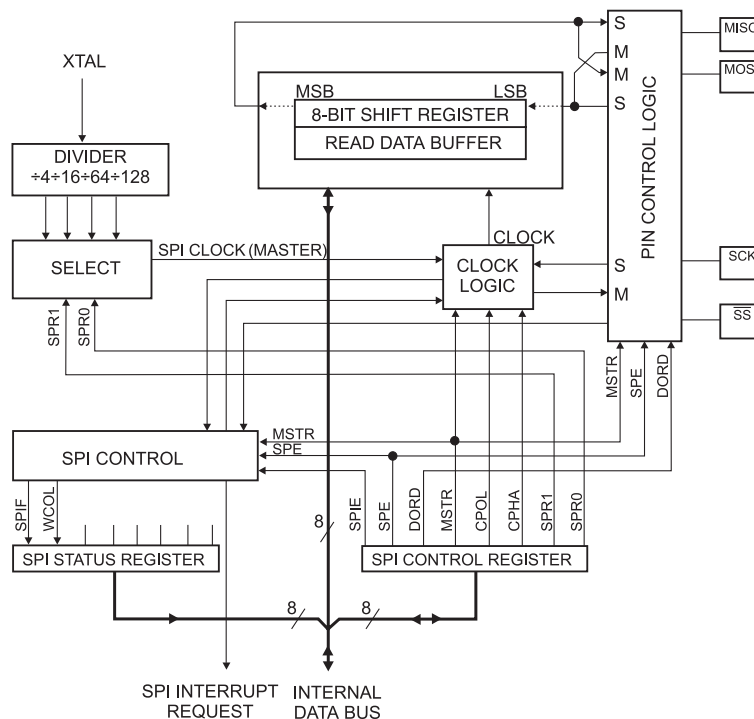 MISO
S
XTAL
M
MSB
LSB
M
MOSI
8-BIT SHIFT REGISTER
S
DIVIDER
÷4÷16÷64÷128
READ DATA BUFFER
PIN CONTROL LOGIC
SPI CLOCK (MASTER)
CLOCK
SELECT
CLOCK
LOGIC
S
SCK
M
SPR1
SPR0
SS
MSTR
SPE
DORD
MSTR
SPE
SPI CONTROL
SPIF
WCOL
SPIE
SPE
DORD
MSTR
CPOL
CPHA
SPR1
SPR0
8
SPI STATUS REGISTER
SPI CONTROL REGISTER
8
8
SPI INTERRUPT
REQUEST
INTERNAL
DATA BUS